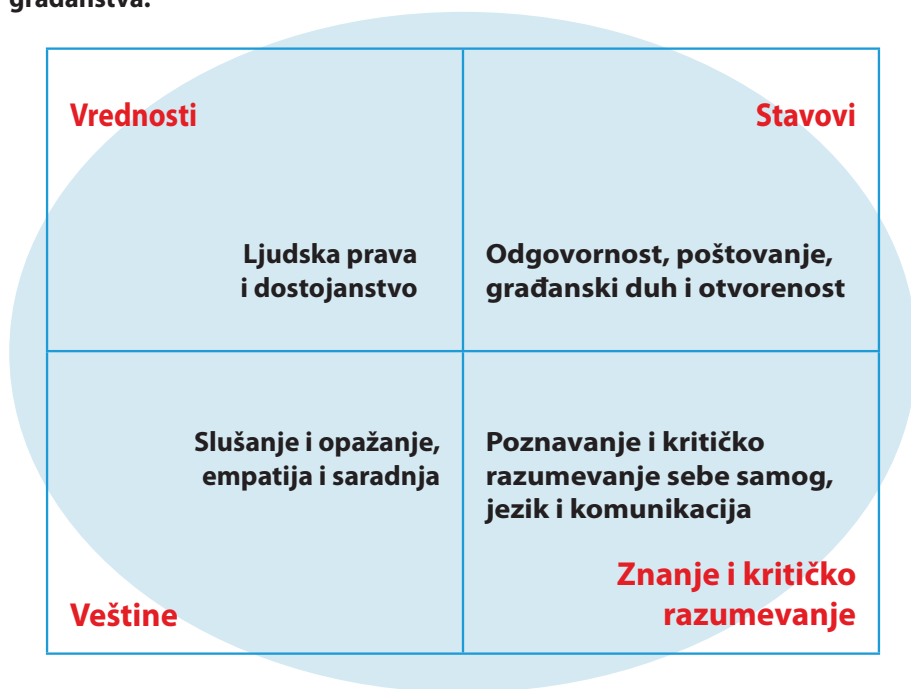 građanstva.
Vrednosti
Ljudska prava
i dostojanstvo
Stavovi
Odgovornost, poštovanje,
građanski duh i otvorenost
Slušanje i opažanje,
empatija i saradnja
Veštine
Poznavanje i kritičko
razumevanje sebe samog,
jezik i komunikacija
Znanje i kritičko
razumevanje